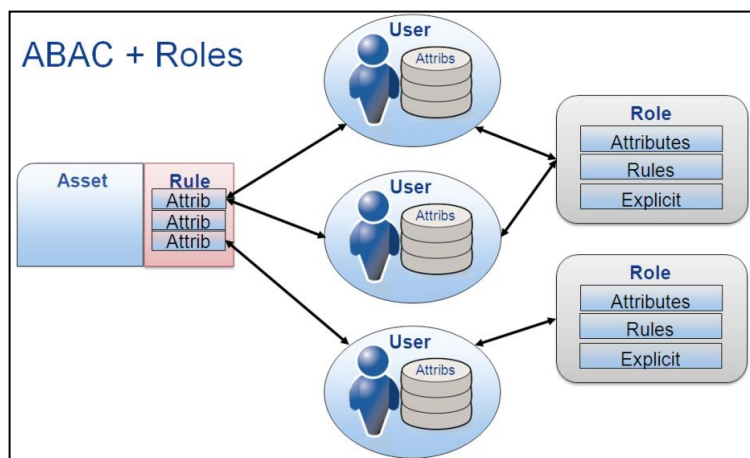 ABAC + Roles
User
Attribs
Role
Attributes
Rules
Explicit
Asset
Rule
Attrib
Attrib
Attrib
User
Attribs
Role
Attributes
Rules
Explicit
User
Attribs